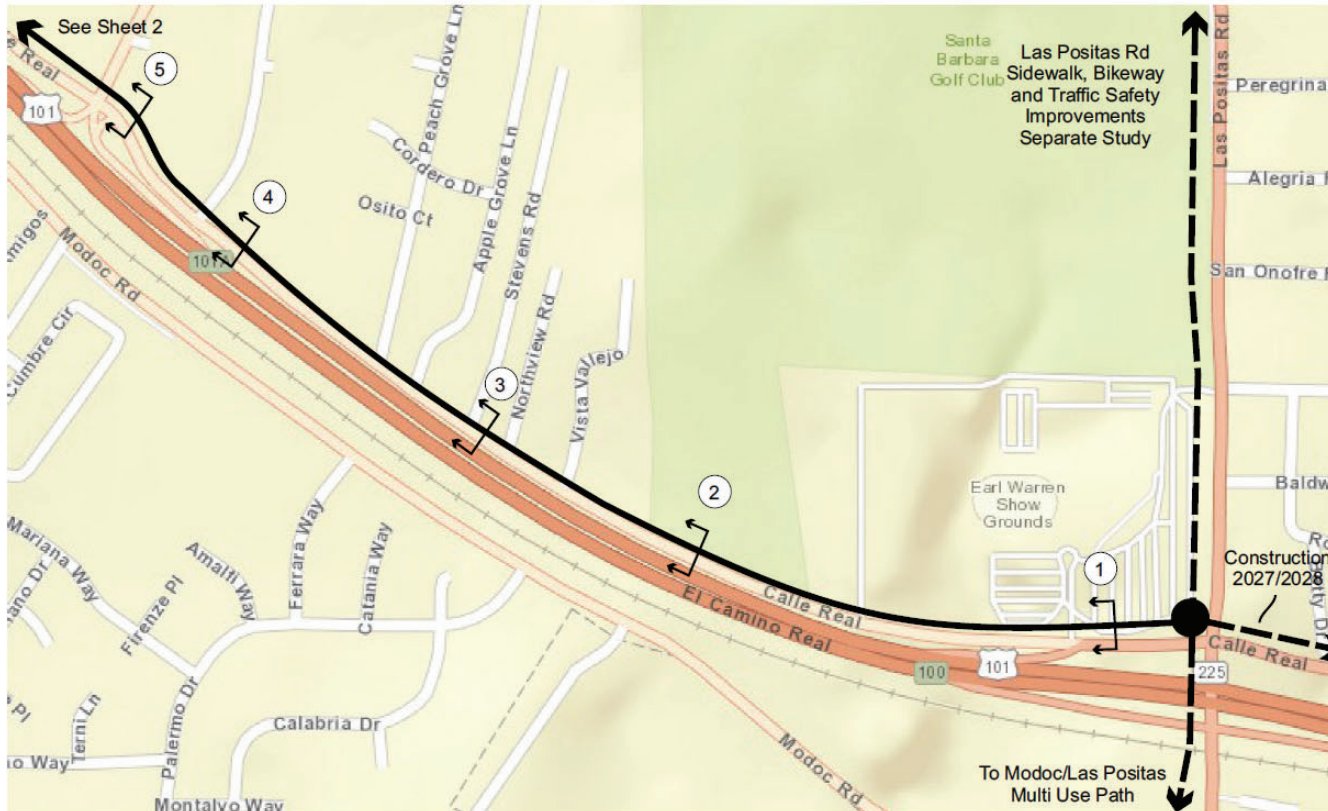 See Sheet 2
5
s Real
101
Peach Grove Ln
Santa
Barbara
Golf Club
Las Positas Rd
Sidewalk, Bikeway
and Traffic Safety
Improvements
Separate Study
Las Positas Rd
Peregrina
Cordero Dr
Apple Grove Ln
Alegria
4
Osito Ct
Stevens Rd
Amigos
Modoc Rd
101A
San Onofre
Northview Rd
Cumbre Cir
Vista Vallejo
3
2
Earl Warren
Show
Grounds
Baldw
1
Construction
2027/2028
Mariana Way
Amalfi Way
Ferrara Way
Catania Way
Firenze Pl
Calle Real
El Camino Real
Calle Real
101
100
225
Palermo Dr
Terni Ln
Calabria Dr
Modoc Rd
To Modoc/Las Positas
Multi Use Path
Montalvo Way